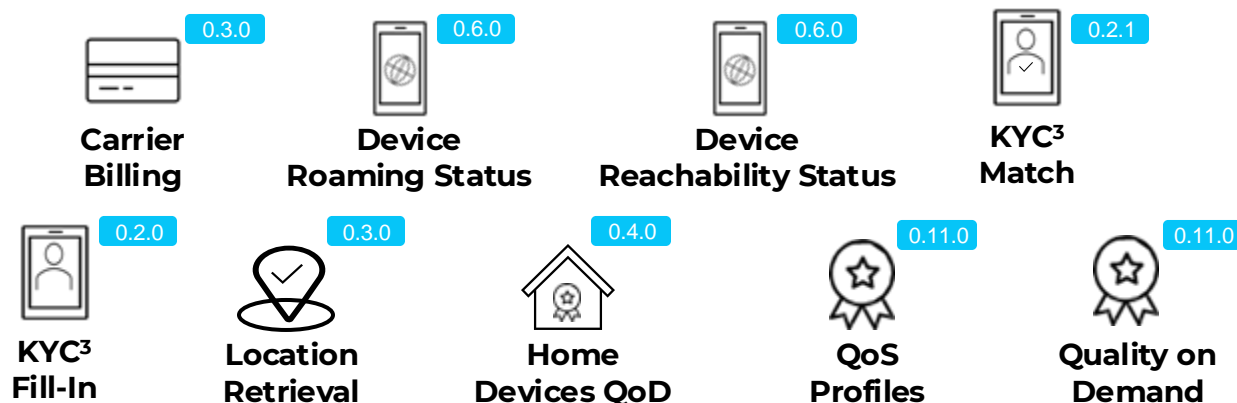 0.3.0
Carrier
Billing
0.6.0
Device
Roaming Status
0.6.0
Device
Reachability Status
0.2.1
KYC³
Match
0.2.0
KYC³
Fill-In
0.3.0
Location
Retrieval
0.4.0
Home
Devices QoD
0.11.0
QoS
Profiles
0.11.0
Quality on
Demand